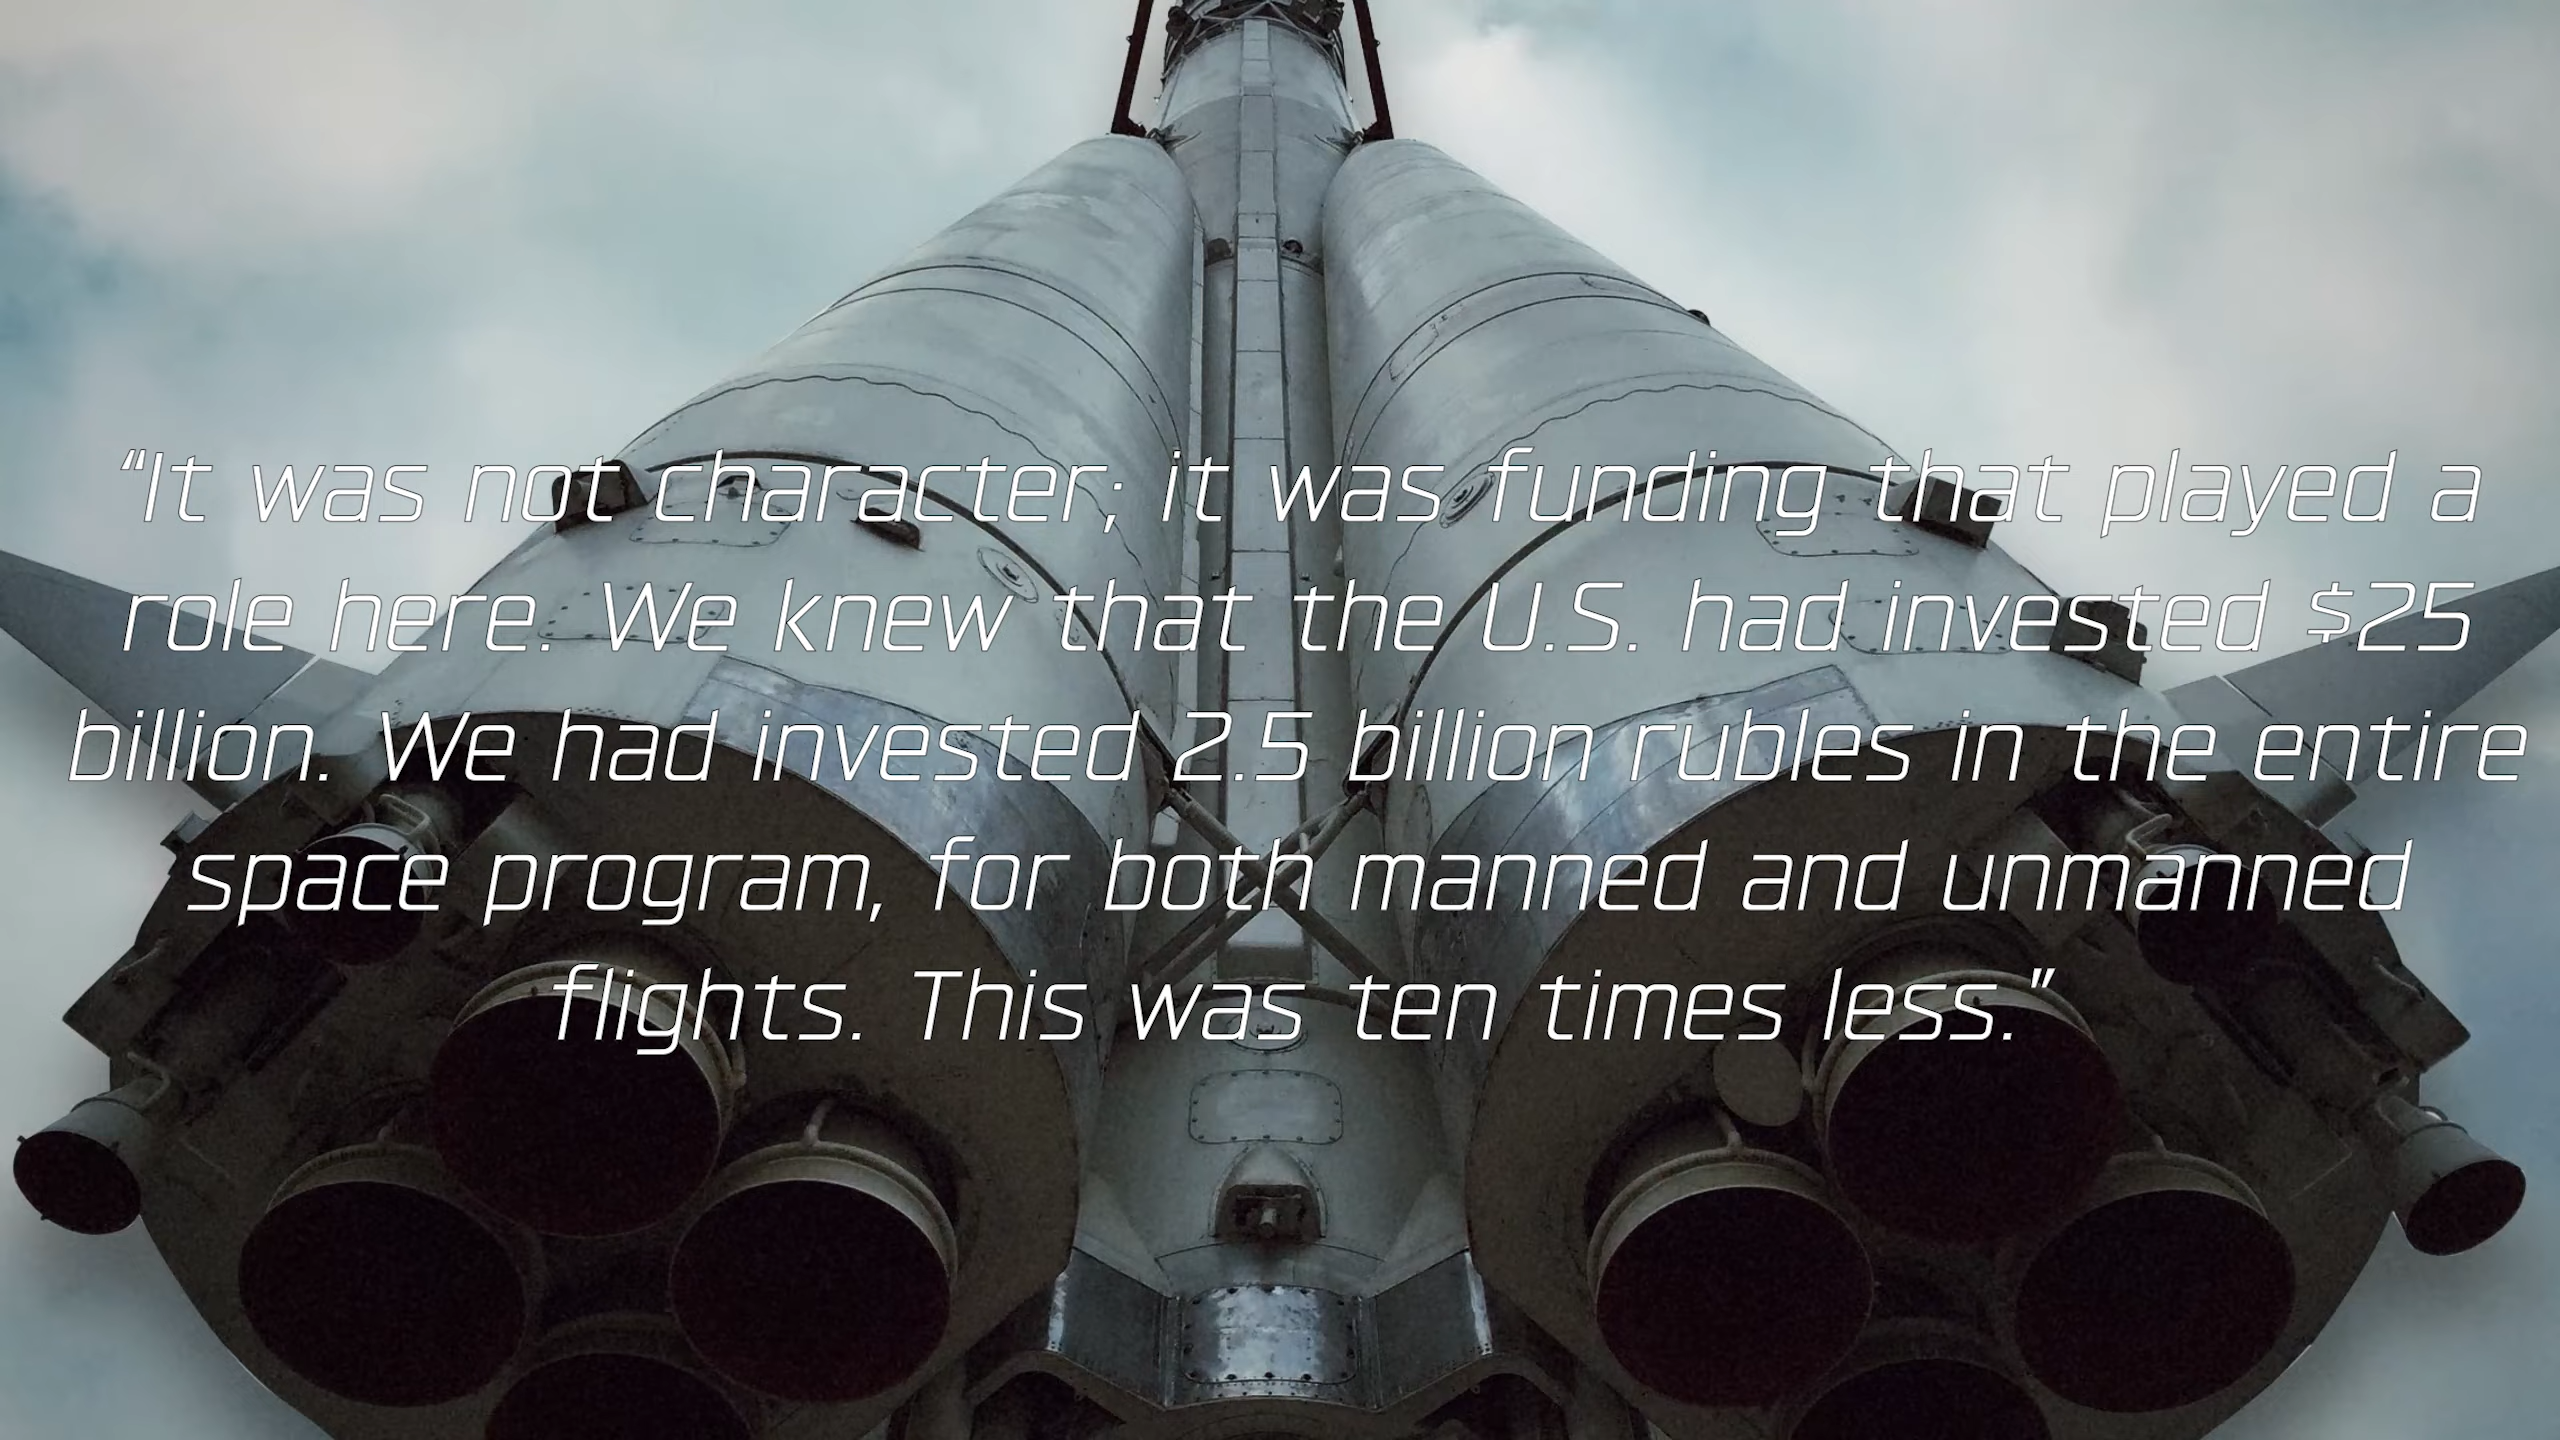 “It was not character; it was funding that played a
role here. We knew that the U.S. had invested $25
billion. We had invested 2.5 billion rubles in the entire
space program, for both manned and unmanned
flights. This was ten times less.”